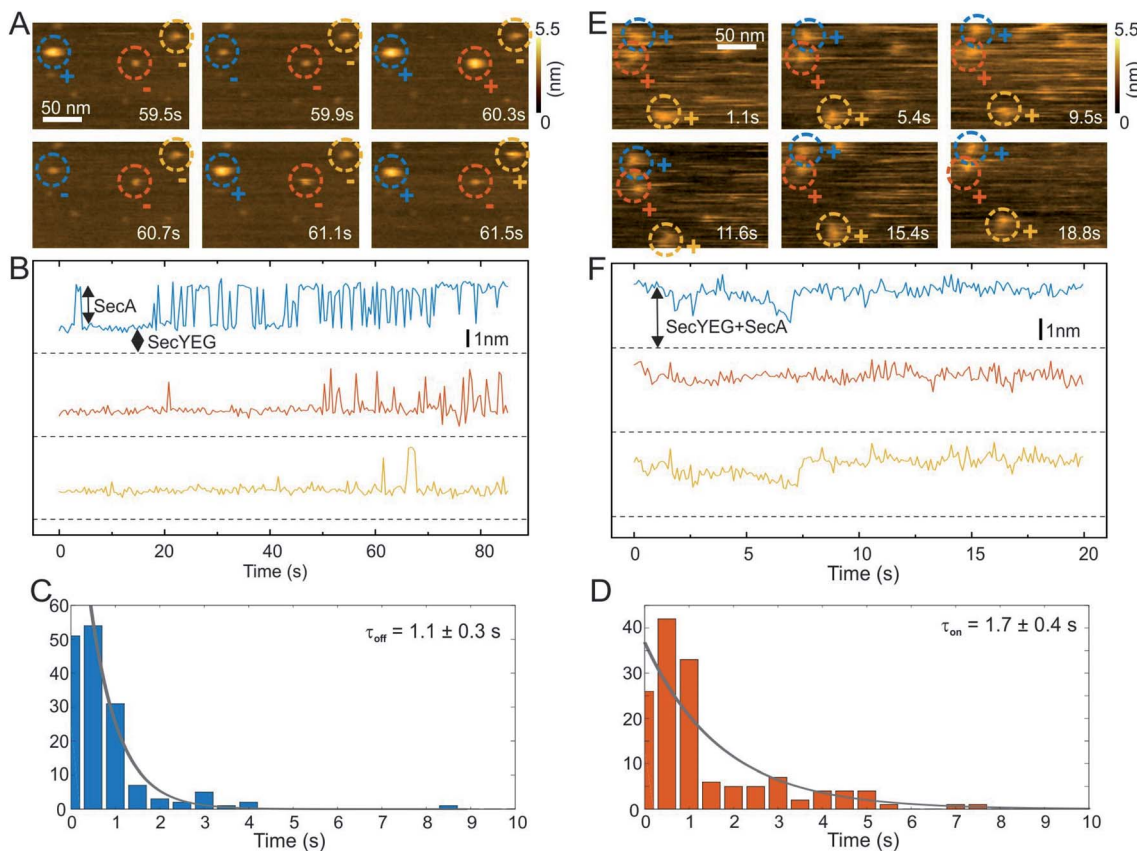 A
+
-
-
50 nm
59.5s
-
-
-
59.9s
+
+
-
60.3s
5.5
(nm)
0
-
-
-
60.7s
+
-
-
61.1s
+
-
+
61.5s
E
+
+
+
50 nm
1.1s
+
+
+
5.4s
+
+
+
9.5s
5.5
(nm)
0
+
+
+
11.6s
+
+
+
15.4s
+
+
+
18.8s
B
SecA
SecYEG
1nm
0 20 40 60 80
Time (s)
F
SecYEG+SecA
1nm
0 5 10 15 20
Time (s)
C
60
50
40
30
20
10
0
τoff = 1.1 ± 0.3 s
0 1 2 3 4 5 6 7 8 9 10
Time (s)
D
40
30
20
10
0
τon = 1.7 ± 0.4 s
0 1 2 3 4 5 6 7 8 9 10
Time (s)